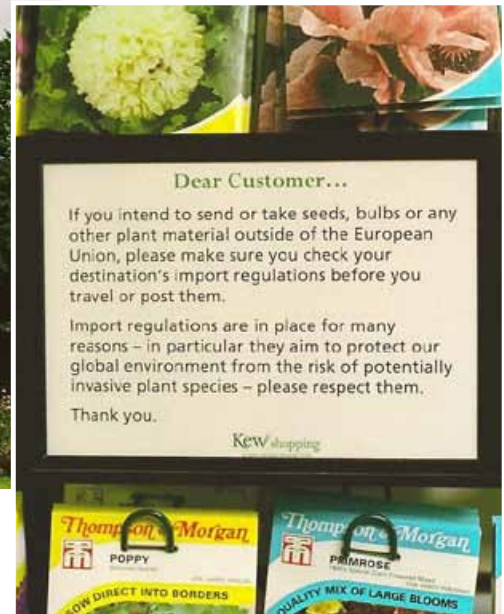 Dear Customer...
If you intend to send or take seeds, bulbs or any
other plant material outside of the European
Union, please make sure you check your
destination's import regulations before you
travel or post them.
Import regulations are in place for many
reasons – in particular they aim to protect our
global environment from the risk of potentially
invasive plant species – please respect them.
Thank you.
Kew shopping
Thompson & Morgan
POPPY
SOW DIRECT INTO BORDERS
Thompson & Morgan
PRIMROSE
QUALITY MIX OF LARGE BLOOMS